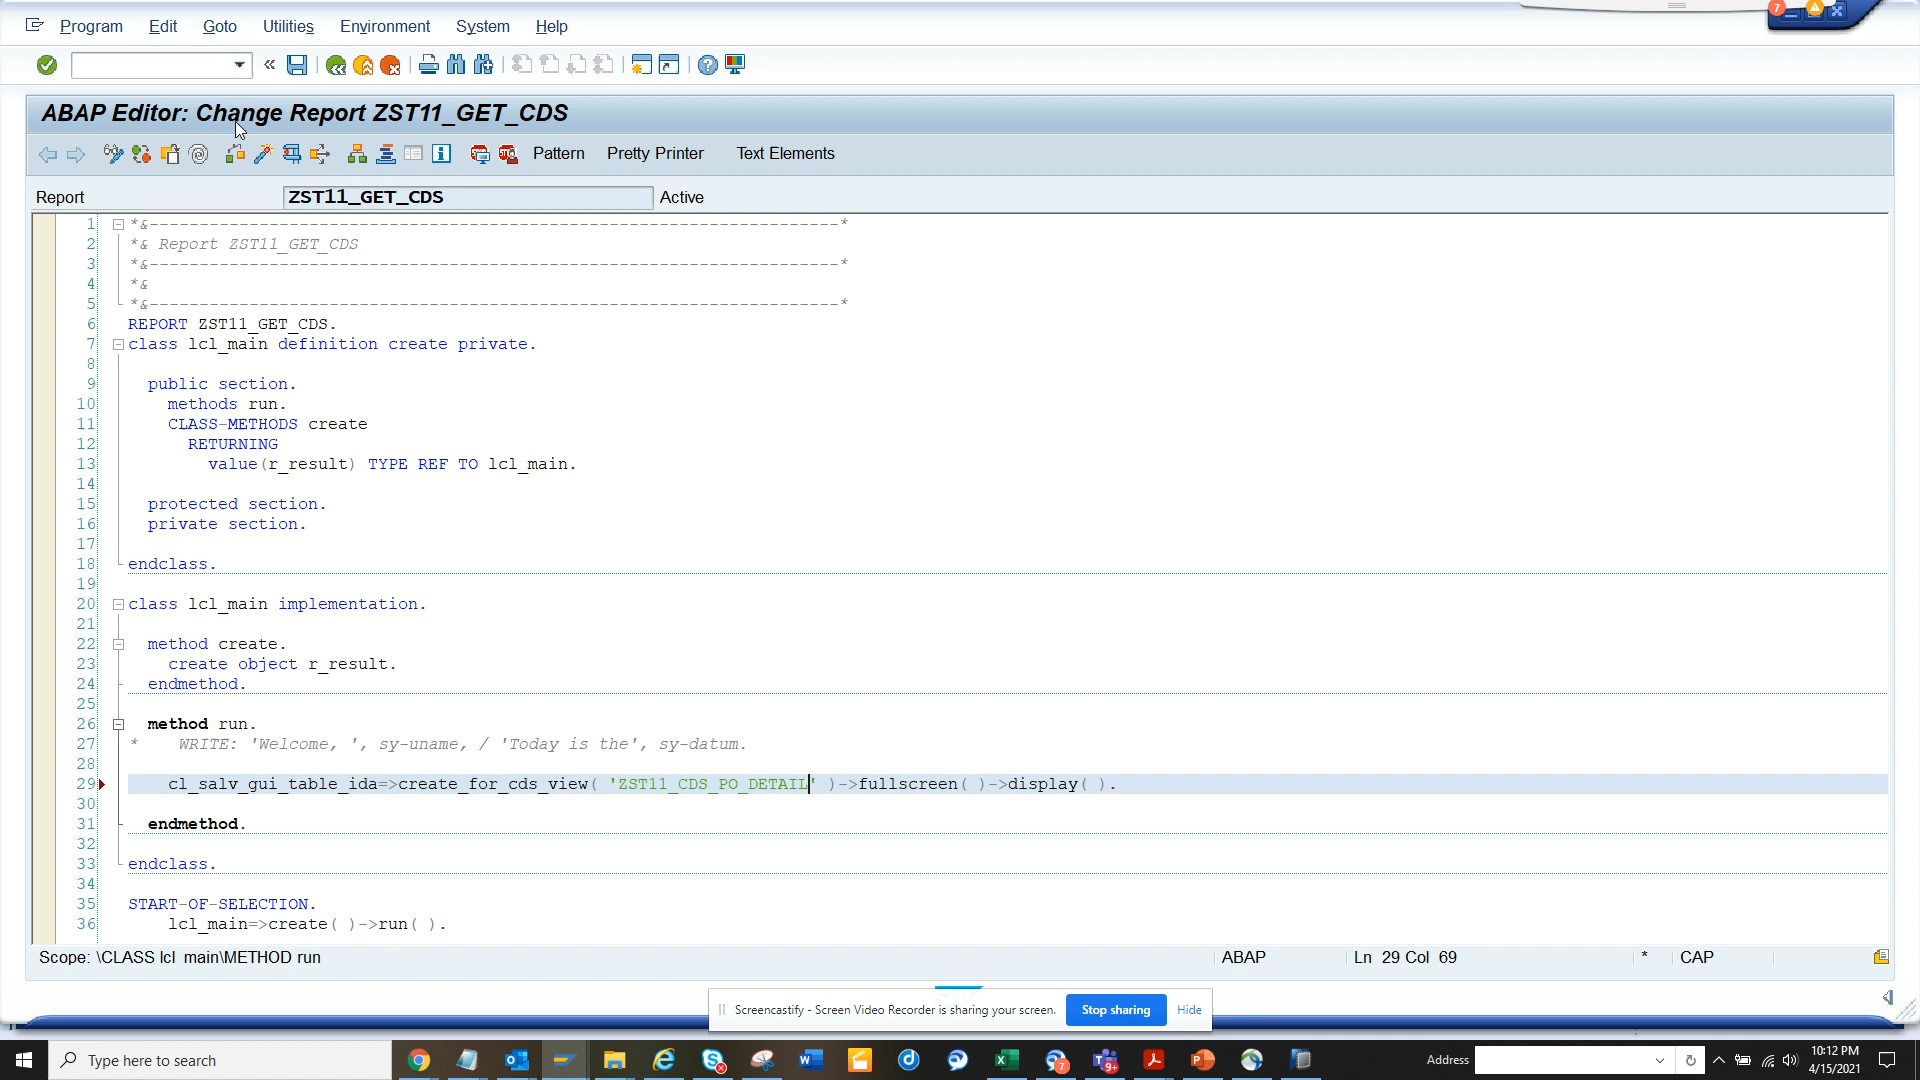 Program Edit Goto Utilities Environment System Help
7
«
ABAP Editor: Change Report ZST11_GET_CDS
Pattern Pretty Printer Text Elements
Report ZST11_GET_CDS Active
1 *&---------------------------------------------------------------------*
2 *& Report ZST11_GET_CDS
3 *&---------------------------------------------------------------------*
4 *&
5 *&---------------------------------------------------------------------*
6 REPORT ZST11_GET_CDS.
7 class lcl_main definition create private.
8
9 public section.
10 methods run.
11 CLASS-METHODS create
12 RETURNING
13 value(r_result) TYPE REF TO lcl_main.
14
15 protected section.
16 private section.
17
18 endclass.
19
20 class lcl_main implementation.
21
22 method create.
23 create object r_result.
24 endmethod.
25
26 method run.
27 * WRITE: 'Welcome, ', sy-uname, / 'Today is the', sy-datum.
28
29 cl_salv_gui_table_ida=>create_for_cds_view( 'ZST11_CDS_PO_DETAIL' )->fullscreen( )->display( ).
30
31 endmethod.
32
33 endclass.
34
35 START-OF-SELECTION.
36 lcl_main=>create( )->run( ).
Scope: \CLASS lcl main\METHOD run ABAP Ln 29 Col 69 * CAP
Screencastify - Screen Video Recorder is sharing your screen. Stop sharing Hide
Type here to search 7 9+ Address 10:12 PM
4/15/2021